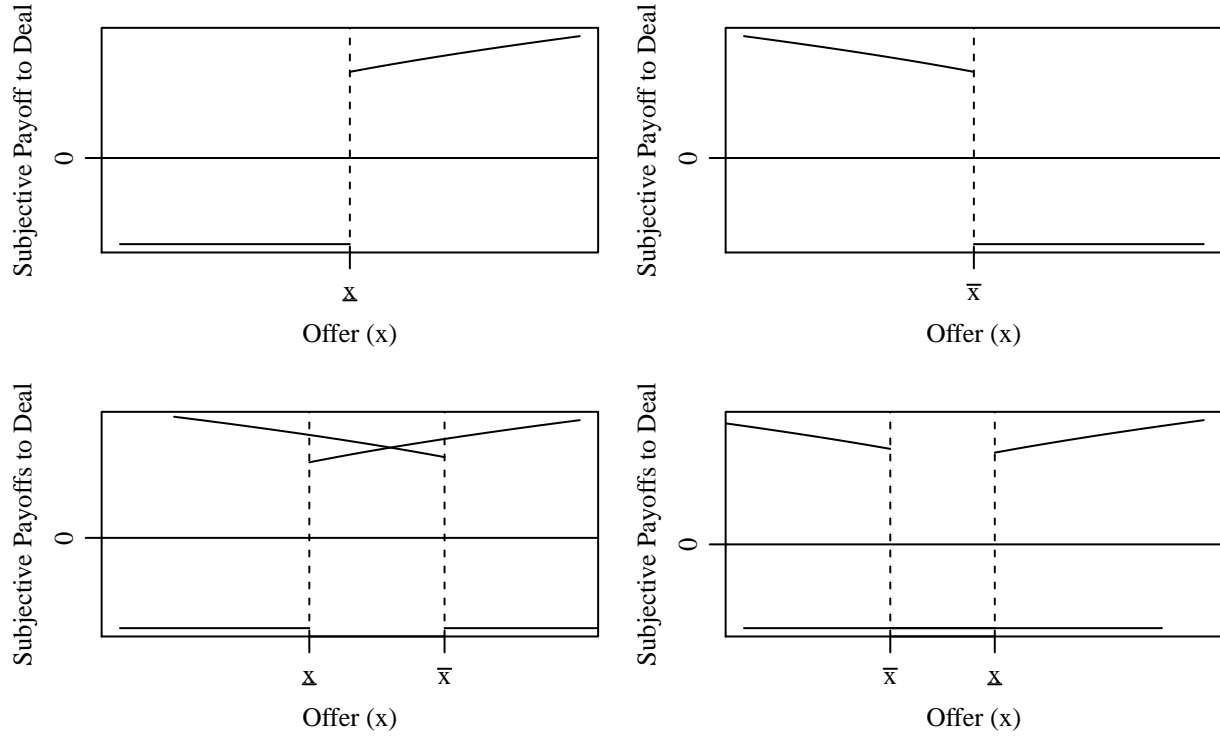 Subjective Payoff to Deal
0
x̲
Offer (x)
Subjective Payoff to Deal
0
x̅
Offer (x)
Subjective Payoffs to Deal
0
x̲
x̅
Offer (x)
Subjective Payoffs to Deal
0
x̅
x̲
Offer (x)